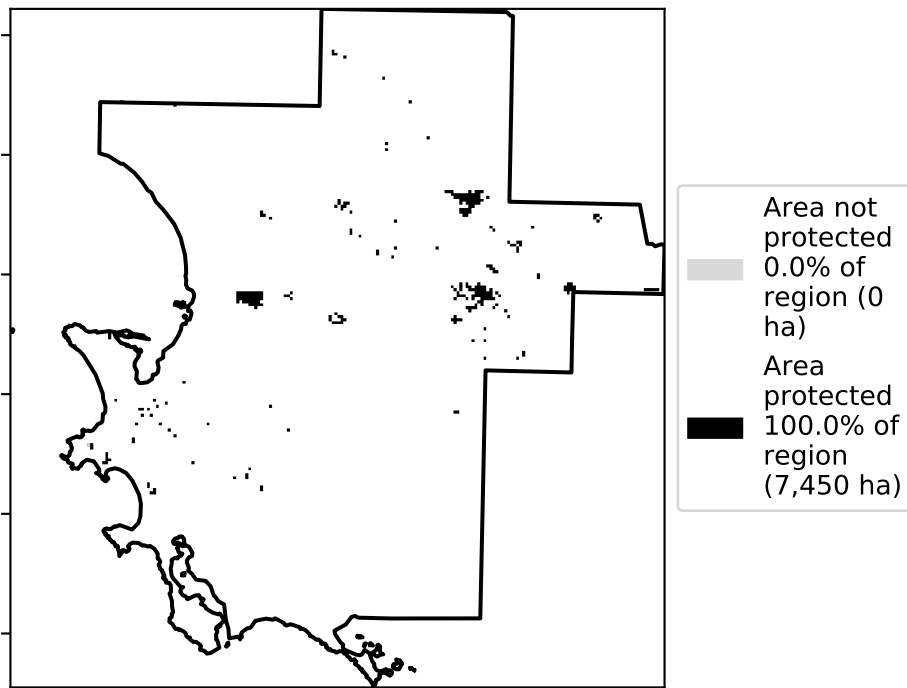 Area not
protected
0.0% of
region (0
ha)
Area
protected
100.0% of
region
(7,450 ha)